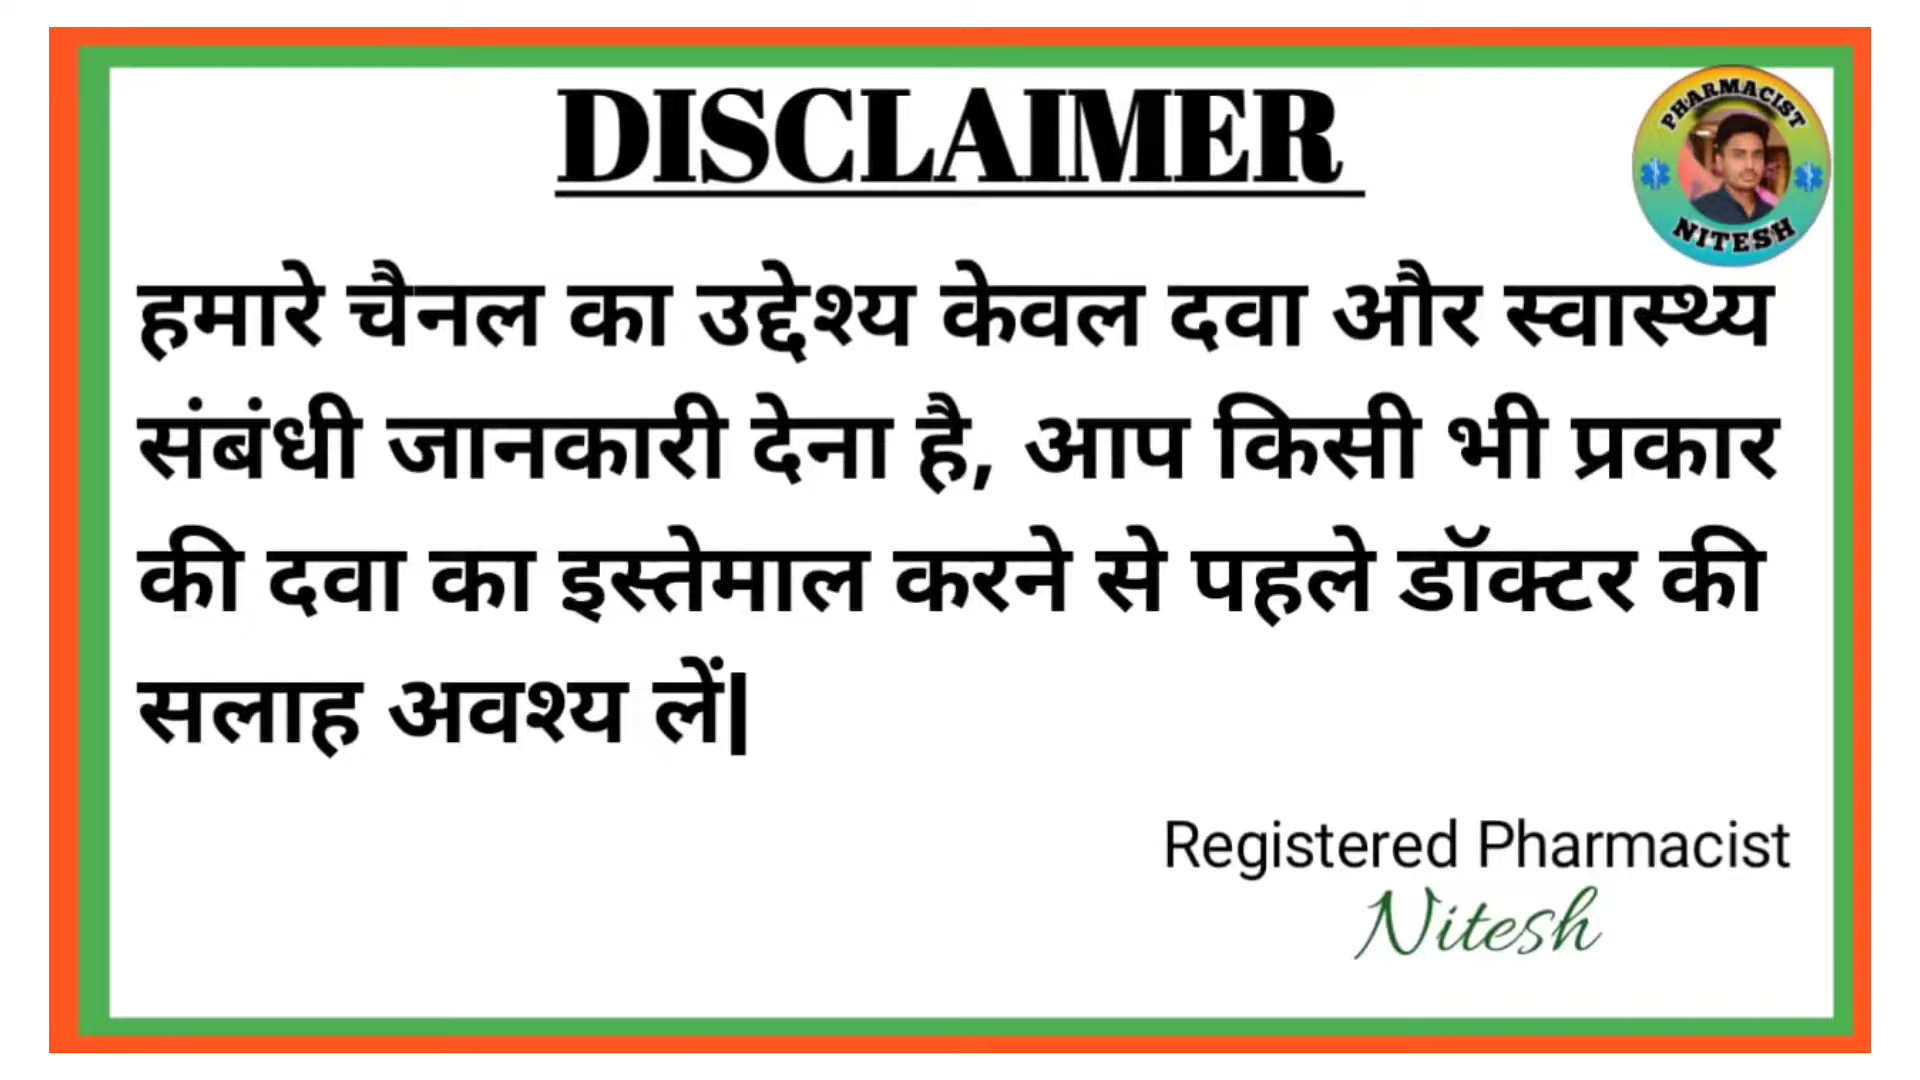 DISCLAIMER
PHARMACIST
NITESH
हमारे चैनल का उद्देश्य केवल दवा और स्वास्थ्य
संबंधी जानकारी देना है, आप किसी भी प्रकार
की दवा का इस्तेमाल करने से पहले डॉक्टर की
सलाह अवश्य लें|
Registered Pharmacist
Nitesh